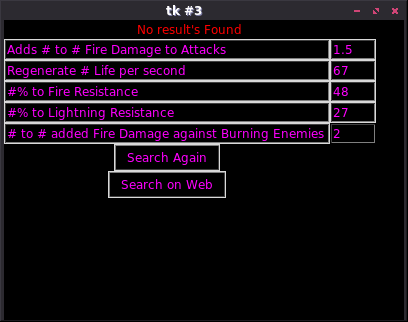 tk #3
No result's Found
Adds # to # Fire Damage to Attacks 1.5
Regenerate # Life per second 67
#% to Fire Resistance 48
#% to Lightning Resistance 27
# to # added Fire Damage against Burning Enemies 2
Search Again
Search on Web